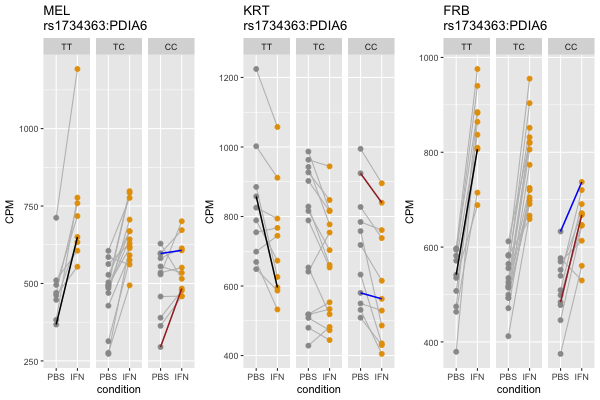 MEL
rs1734363:PDIA6
TT TC CC
CPM
1000
750
500
250
PBS IFN PBS IFN PBS IFN
condition
KRT
rs1734363:PDIA6
TT TC CC
CPM
1200
1000
800
600
400
PBS IFN PBS IFN PBS IFN
condition
FRB
rs1734363:PDIA6
TT TC CC
CPM
1000
800
600
400
PBS IFN PBS IFN PBS IFN
condition